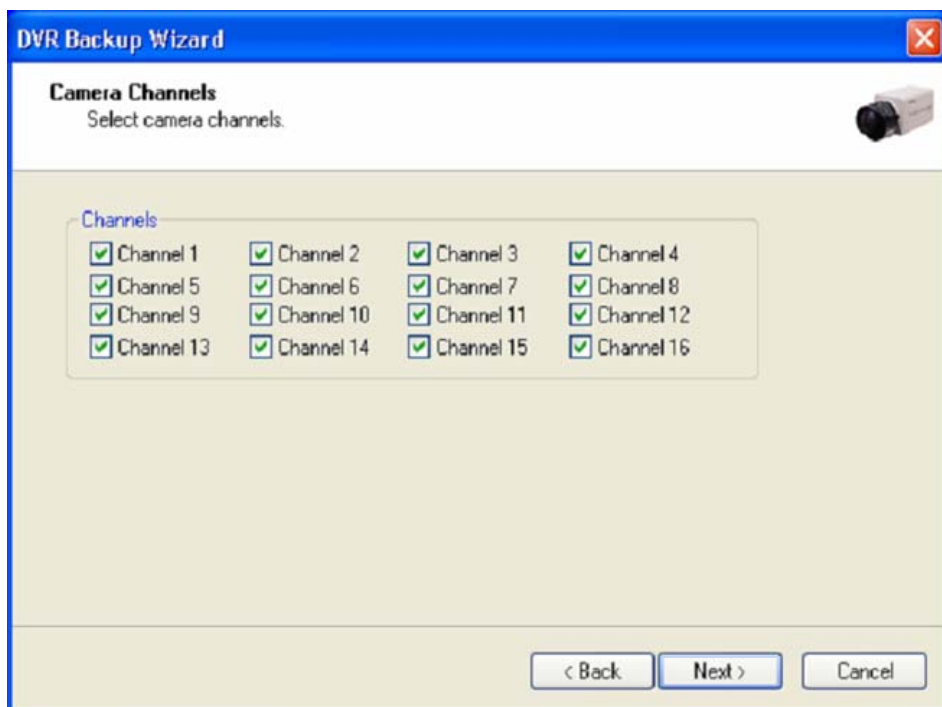 DVR Backup Wizard
Camera Channels
Select camera channels.
Channels
Channel 1 Channel 2 Channel 3 Channel 4
Channel 5 Channel 6 Channel 7 Channel 8
Channel 9 Channel 10 Channel 11 Channel 12
Channel 13 Channel 14 Channel 15 Channel 16
< Back Next > Cancel